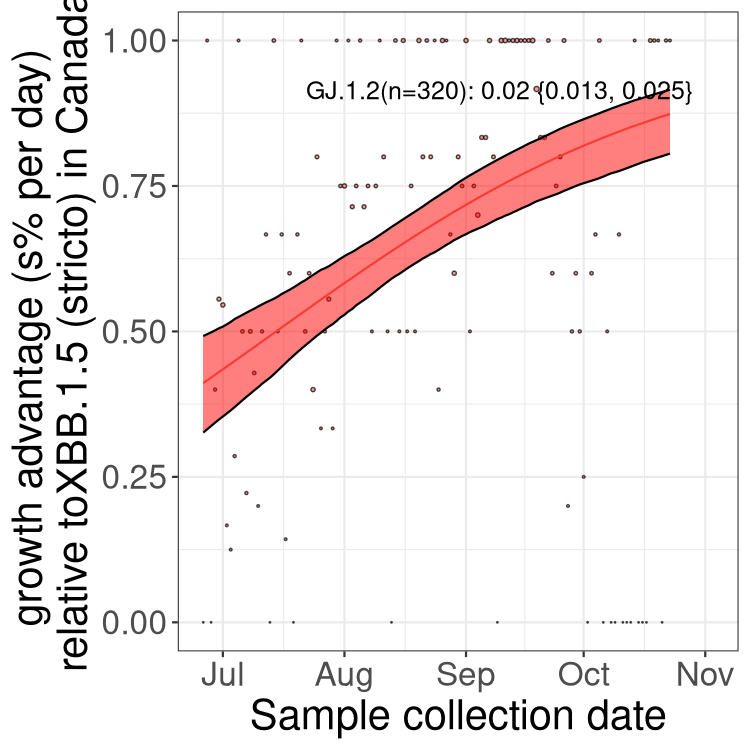 growth advantage (s% per day)
relative toXBB.1.5 (stricto) in Canada
1.00
0.75
0.50
0.25
0.00
GJ.1.2(n=320): 0.02 {0.013, 0.025}
Jul Aug Sep Oct Nov
Sample collection date